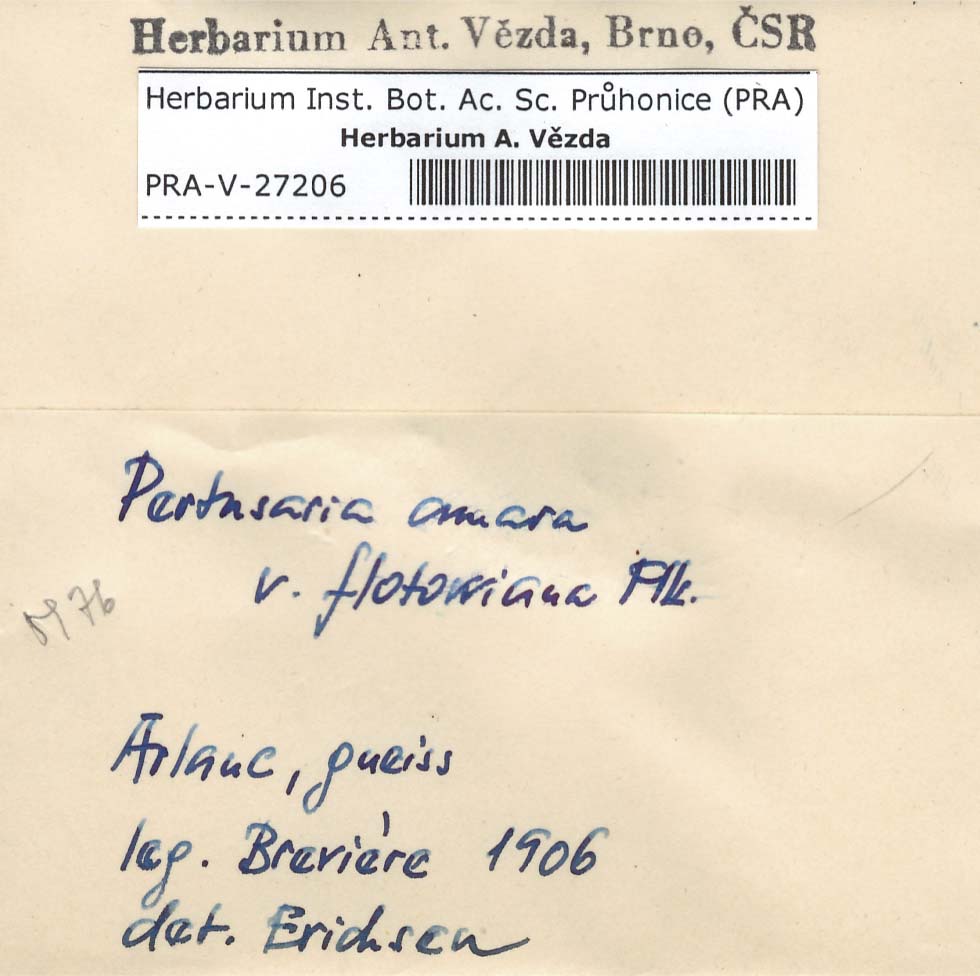 Herbarium Ant. Vězda, Brno, ČSR
Herbarium Inst. Bot. Ac. Sc. Průhonice (PRA)
Herbarium A. Vězda
PRA-V-27206
Pertusaria amara
v. flotowiana Flk.
76
Arlanc, gneiss
leg. Brevière 1906
det. Erichsen